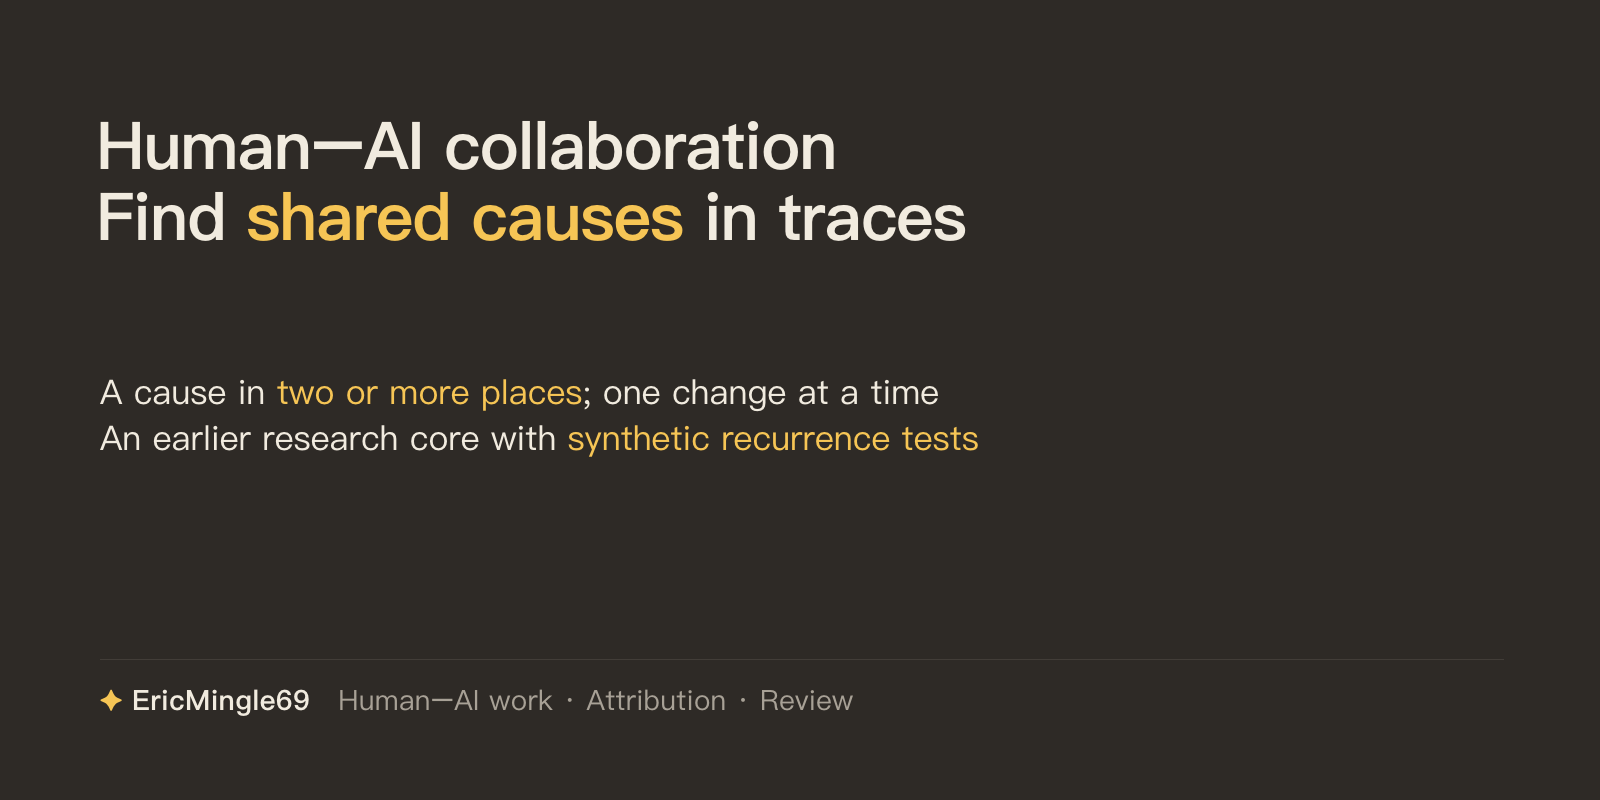 Human—AI collaboration
Find shared causes in traces
A cause in two or more places; one change at a time
An earlier research core with synthetic recurrence tests
EricMingle69 Human—AI work · Attribution · Review